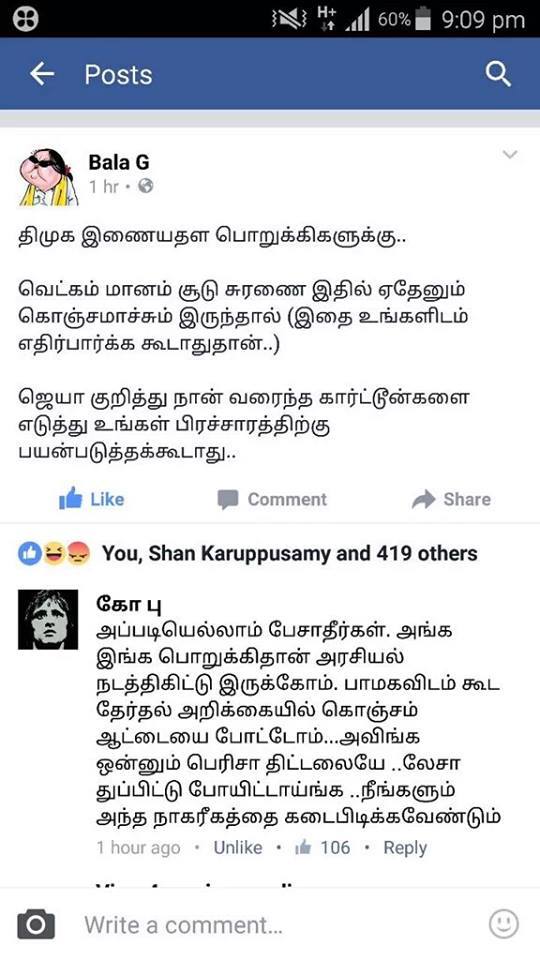 H+ 60% 9:09 pm
Posts
Bala G
1 hr •
திமுக இணையதள பொறுக்கிகளுக்கு..
வெட்கம் மானம் சூடு சுரணை இதில் ஏதேனும்
கொஞ்சமாச்சும் இருந்தால் (இதை உங்களிடம்
எதிர்பார்க்க கூடாதுதான்..)
ஜெயா குறித்து நான் வரைந்த கார்ட்டூன்களை
எடுத்து உங்கள் பிரச்சாரத்திற்கு
பயன்படுத்தக்கூடாது..
Like Comment Share
You, Shan Karuppusamy and 419 others
கோ பு
அப்படியெல்லாம் பேசாதீர்கள். அங்க
இங்க பொறுக்கிதான் அரசியல்
நடத்திகிட்டு இருக்கோம். பாமகவிடம் கூட
தேர்தல் அறிக்கையில் கொஞ்சம்
ஆட்டையை போட்டோம்...அவிங்க
ஒன்னும் பெரிசா திட்டலையே ..லேசா
துப்பிட்டு போயிட்டாய்ங்க ..நீங்களும்
அந்த நாகரீகத்தை கடைபிடிக்கவேண்டும்
1 hour ago • Unlike • 106 • Reply
Write a comment...